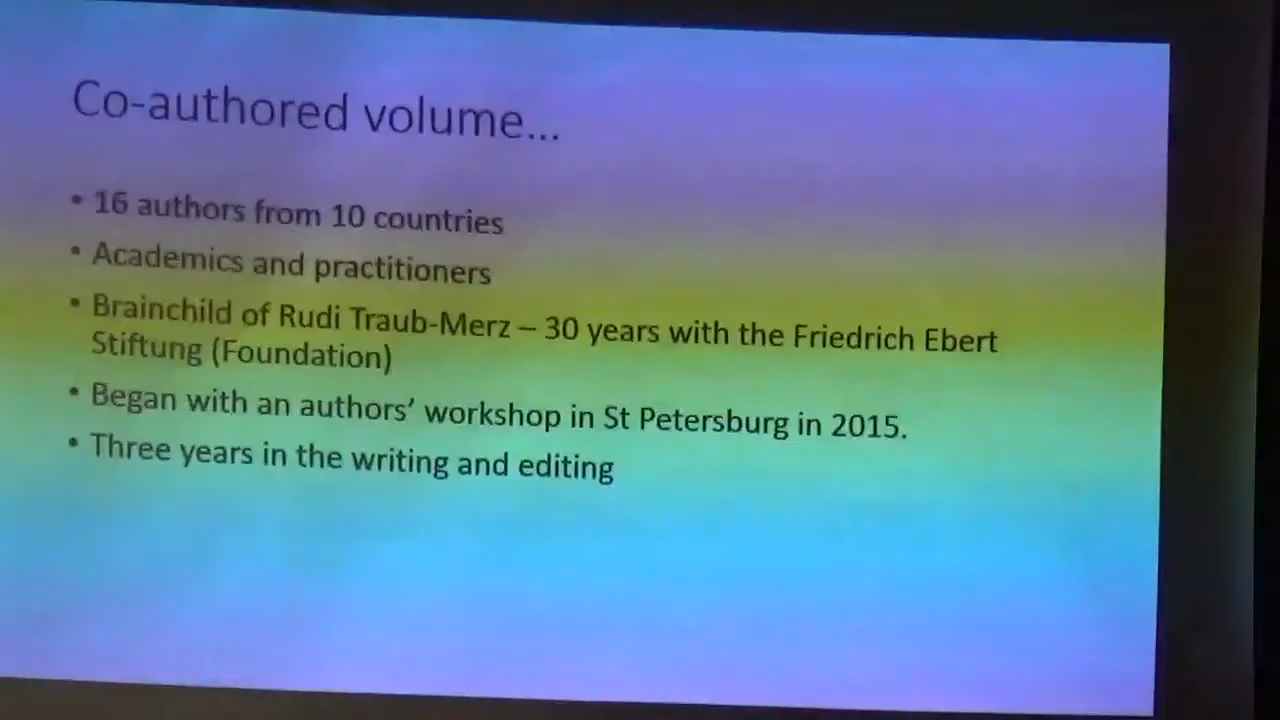 Co-authored volume...
• 16 authors from 10 countries
• Academics and practitioners
• Brainchild of Rudi Traub-Merz – 30 years with the Friedrich Ebert
Stiftung (Foundation)
• Began with an authors’ workshop in St Petersburg in 2015.
• Three years in the writing and editing